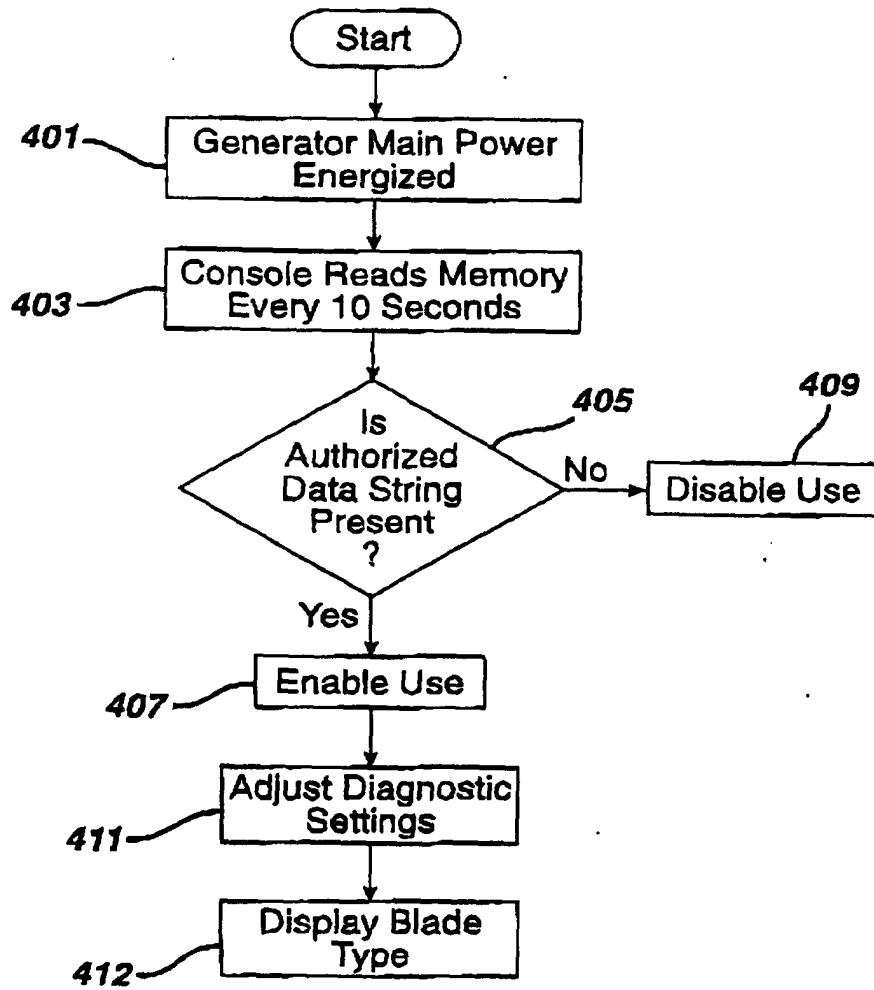 Start
401
Generator Main Power
Energized
403
Console Reads Memory
Every 10 Seconds
405
409
Is
Authorized
Data String
Present
?
No
Disable Use
Yes
407
Enable Use
411
Adjust Diagnostic
Settings
412
Display Blade
Type